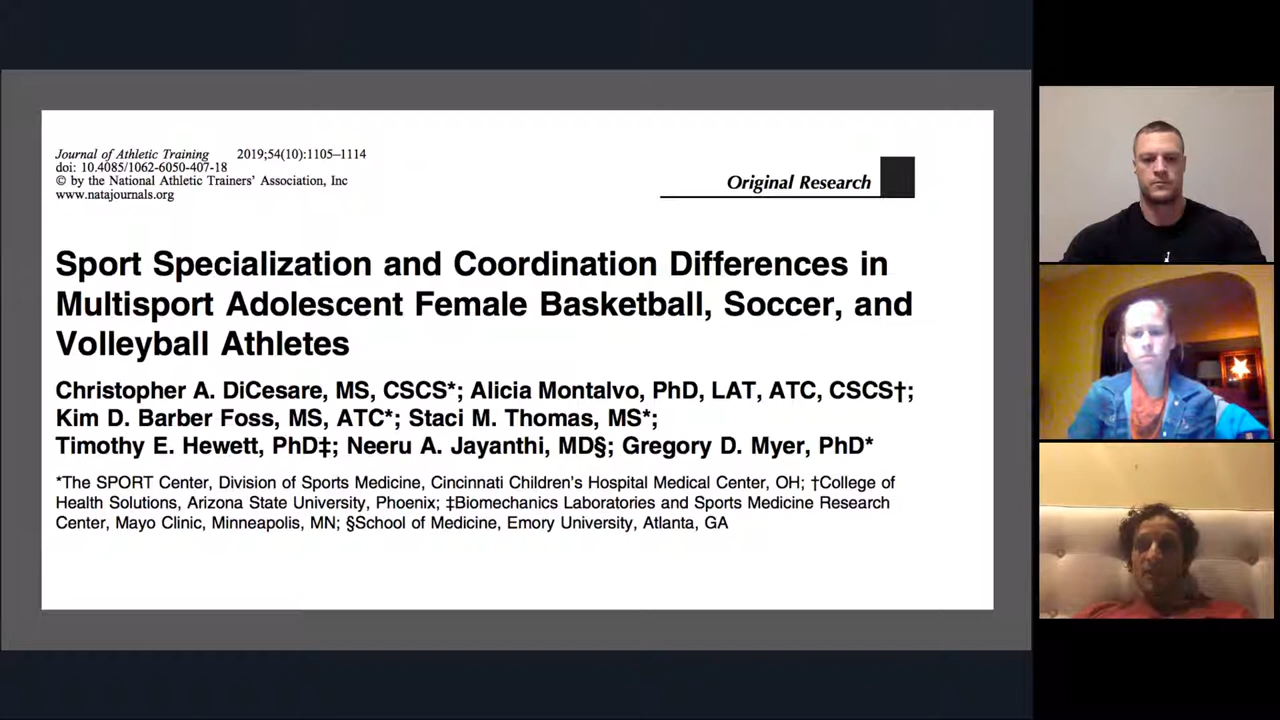 Journal of Athletic Training 2019;54(10):1105–1114
doi: 10.4085/1062-6050-407-18
© by the National Athletic Trainers' Association, Inc
www.natajournals.org
Original Research
Sport Specialization and Coordination Differences in
Multisport Adolescent Female Basketball, Soccer, and
Volleyball Athletes
Christopher A. DiCesare, MS, CSCS*; Alicia Montalvo, PhD, LAT, ATC, CSCS†;
Kim D. Barber Foss, MS, ATC*; Staci M. Thomas, MS*;
Timothy E. Hewett, PhD‡; Neeru A. Jayanthi, MD§; Gregory D. Myer, PhD*
*The SPORT Center, Division of Sports Medicine, Cincinnati Children's Hospital Medical Center, OH; †College of
Health Solutions, Arizona State University, Phoenix; ‡Biomechanics Laboratories and Sports Medicine Research
Center, Mayo Clinic, Minneapolis, MN; §School of Medicine, Emory University, Atlanta, GA